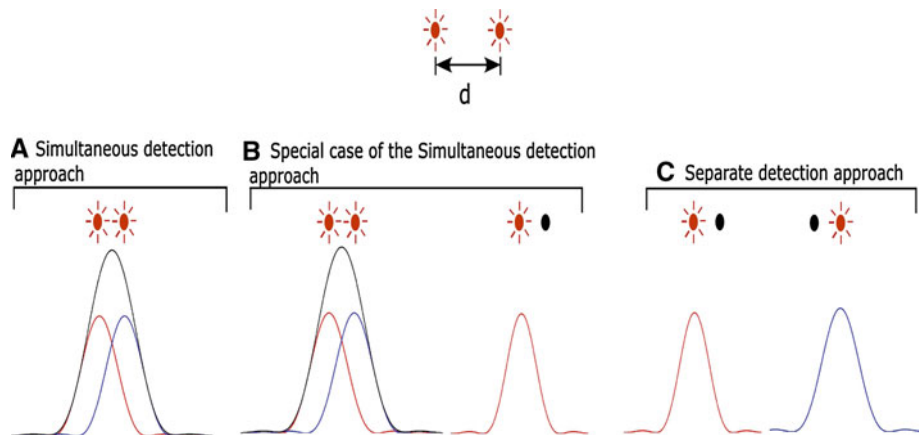 d
A Simultaneous detection
approach
B Special case of the Simultaneous detection
approach
C Separate detection approach